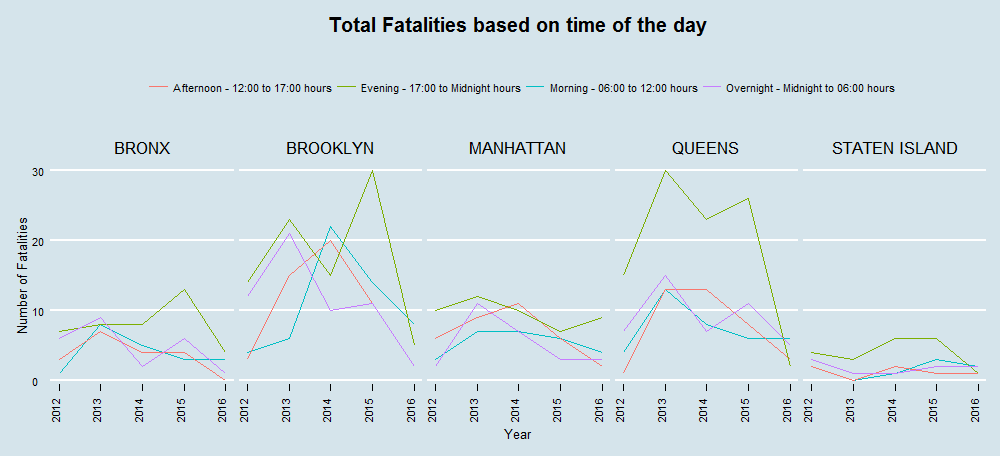 Total Fatalities based on time of the day
Afternoon - 12:00 to 17:00 hours Evening - 17:00 to Midnight hours Morning - 06:00 to 12:00 hours Overnight - Midnight to 06:00 hours
BRONX BROOKLYN MANHATTAN QUEENS STATEN ISLAND
Number of Fatalities
30
20
10
0
2012 2013 2014 2015 2016 2012 2013 2014 2015 2016 2012 2013 2014 2015 2016 2012 2013 2014 2015 2016 2012 2013 2014 2015 2016
Year